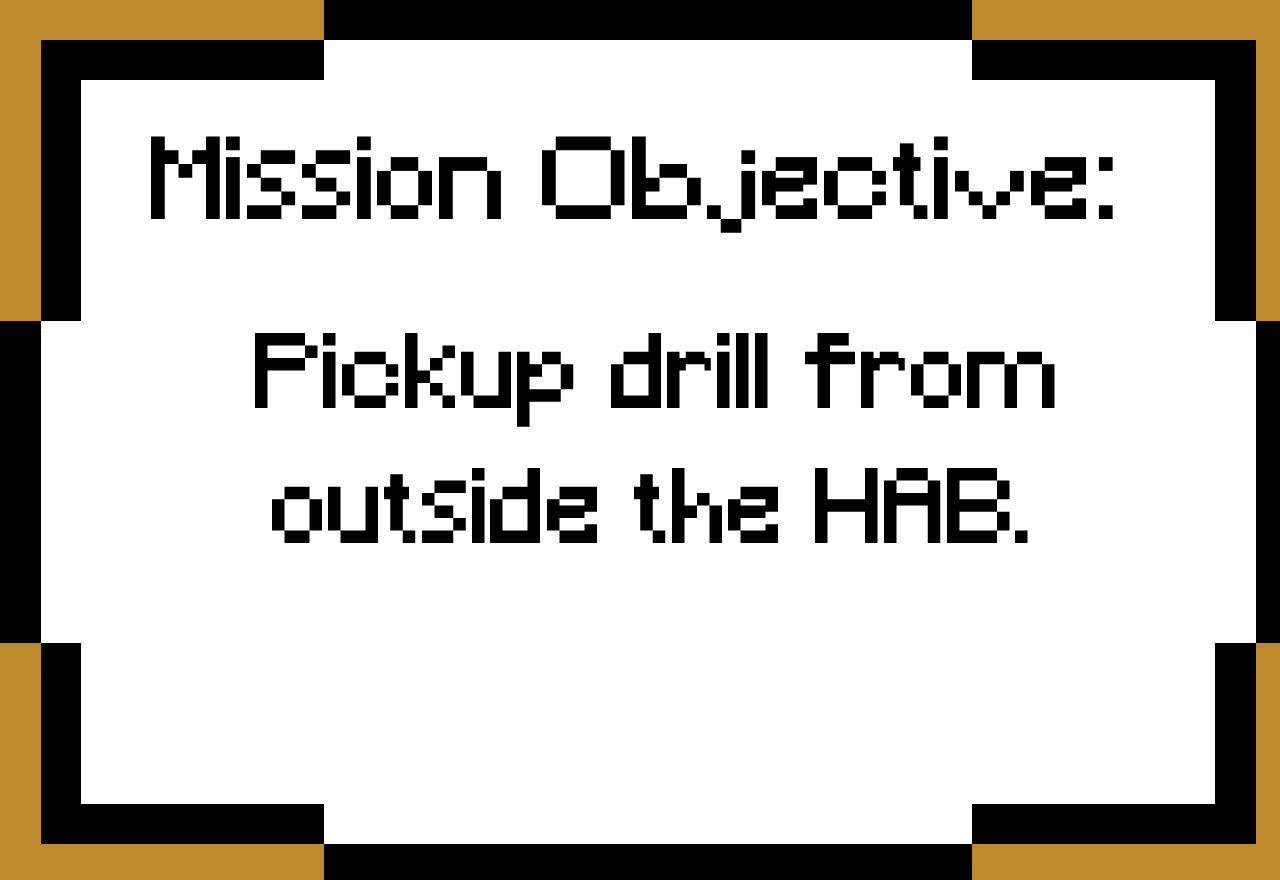 Mission Objective:
Pickup drill from
outside the HAB.